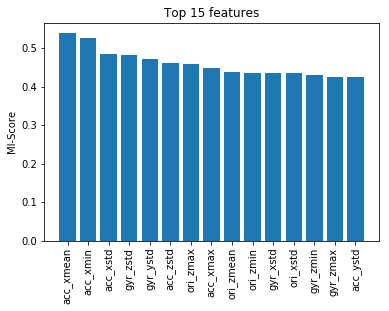 Top 15 features
MI-Score
0.5
0.4
0.3
0.2
0.1
0.0
acc_xmean
acc_xmin
acc_xstd
gyr_zstd
gyr_ystd
acc_zstd
ori_zmax
acc_xmax
ori_zmean
ori_zmin
gyr_xstd
ori_xstd
gyr_zmin
gyr_zmax
acc_ystd